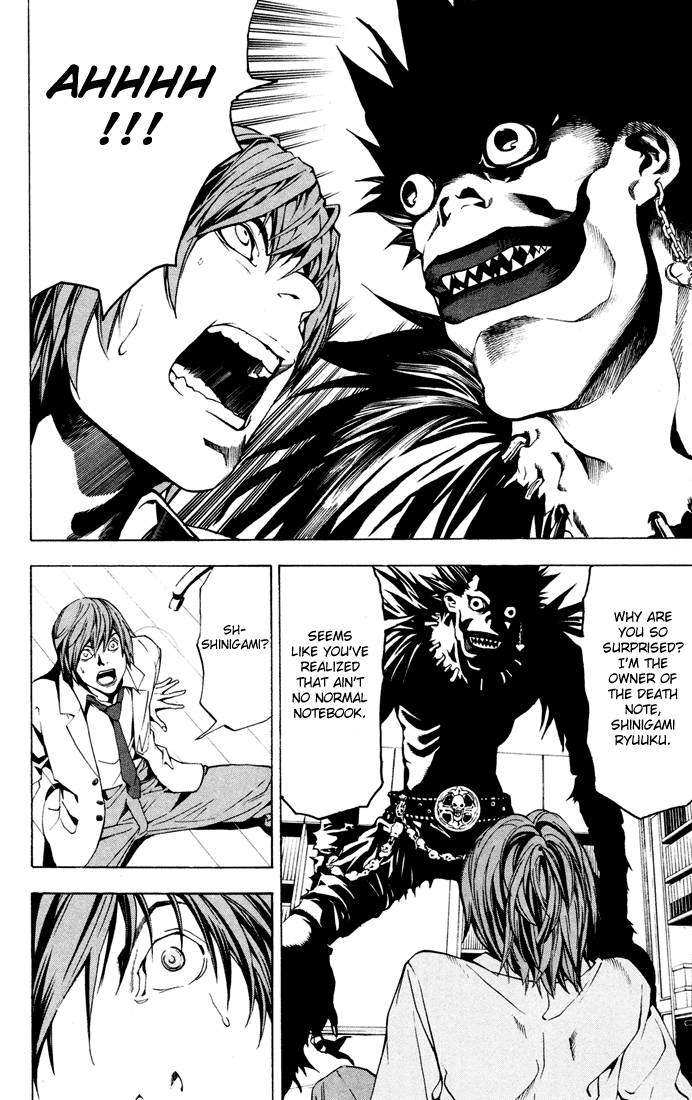 AHHHH
!!!
WHY ARE
YOU SO
SURPRISED?
I'M THE
OWNER OF
THE DEATH
NOTE,
SHINIGAMI
RYUUKU.
SEEMS
LIKE YOU'VE
REALIZED
THAT AIN'T
NO NORMAL
NOTEBOOK.
SH-
SHINIGAMI?